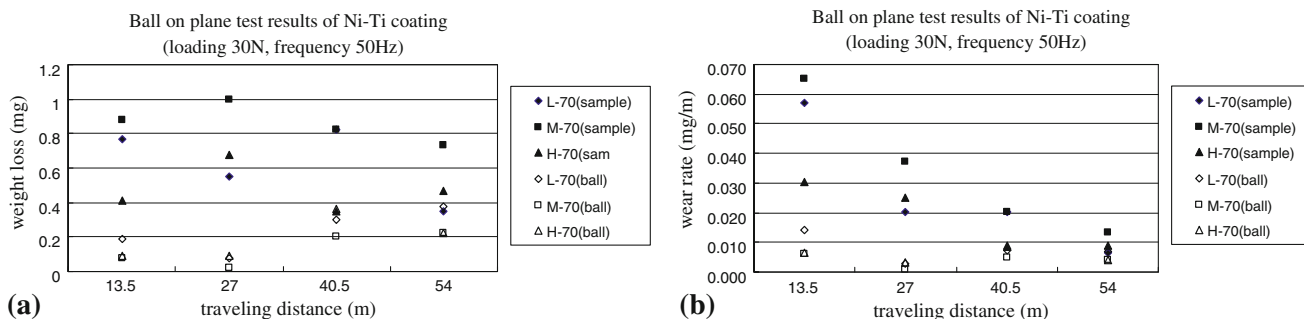 Ball on plane test results of Ni-Ti coating
(loading 30N, frequency 50Hz)
1.2
1
0.8
0.6
0.4
0.2
0
weight loss (mg)
13.5 27 40.5 54
traveling distance (m)
L-70(sample)
M-70(sample)
H-70(sam
L-70(ball)
M-70(ball)
H-70(ball)
(a)
Ball on plane test results of Ni-Ti coating
(loading 30N, frequency 50Hz)
0.070
0.060
0.050
0.040
0.030
0.020
0.010
0.000
wear rate (mg/m)
13.5 27 40.5 54
traveling distance (m)
L-70(sample)
M-70(sample)
H-70(sample)
L-70(ball)
M-70(ball)
H-70(ball)
(b)